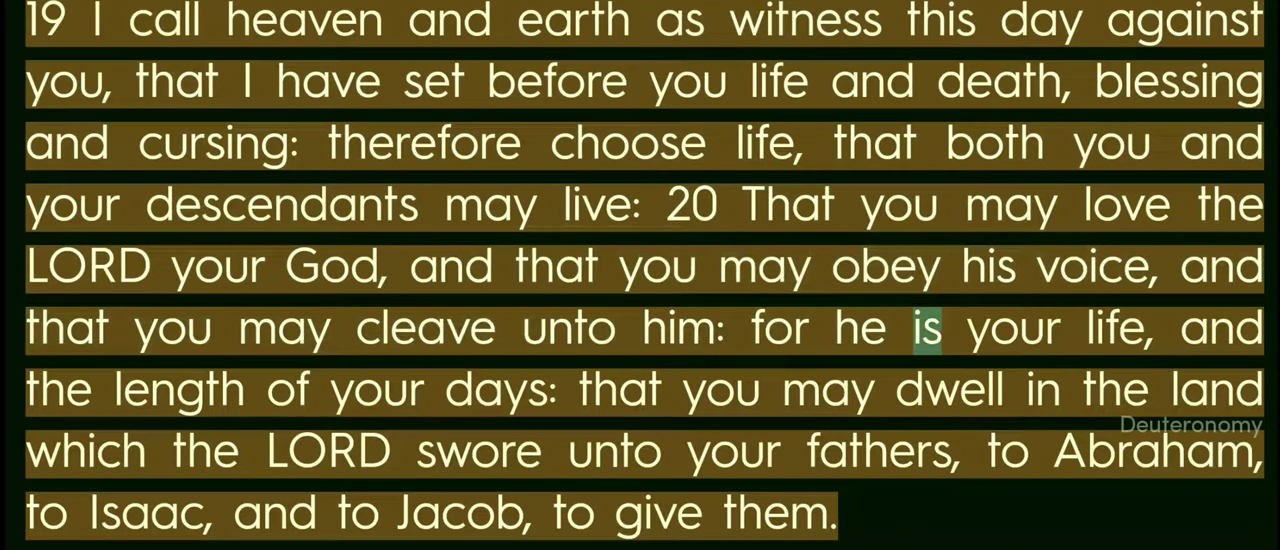 19 I call heaven and earth as witness this day against
you, that I have set before you life and death, blessing
and cursing: therefore choose life, that both you and
your descendants may live: 20 That you may love the
LORD your God, and that you may obey his voice, and
that you may cleave unto him: for he is your life, and
the length of your days: that you may dwell in the land
Deuteronomy
which the LORD swore unto your fathers, to Abraham,
to Isaac, and to Jacob, to give them.